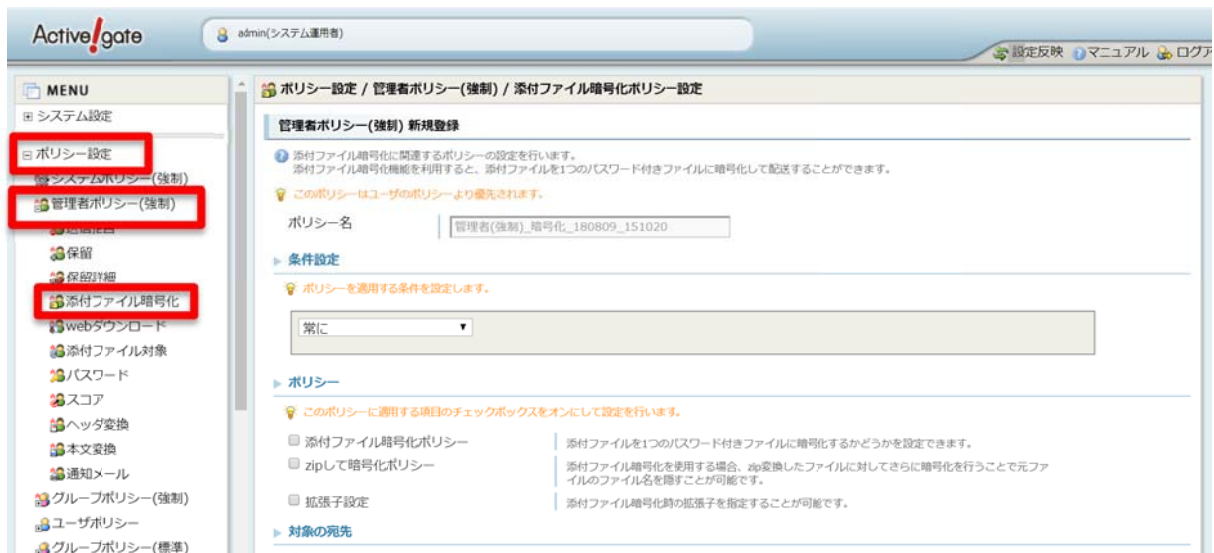 Active!gate
admin(システム運用者)
設定反映 マニュアル ログア
MENU
システム設定
ポリシー設定
システムポリシー(強制)
管理者ポリシー(強制)
保留
保留詳細
添付ファイル暗号化
webダウンロード
添付ファイル対象
パスワード
スコア
ヘッダ変換
本文変換
通知メール
グループポリシー(強制)
ユーザポリシー
グループポリシー(標準)
ポリシー設定 / 管理者ポリシー(強制) / 添付ファイル暗号化ポリシー設定
管理者ポリシー(強制) 新規登録
添付ファイル暗号化に関連するポリシーの設定を行います。
添付ファイル暗号化機能を利用すると、添付ファイルを1つのパスワード付きファイルに暗号化して配送することができます。
このポリシーはユーザのポリシーより優先されます。
ポリシー名
管理者(強制)_暗号化_180809_151020
条件設定
ポリシーを適用する条件を設定します。
常に
ポリシー
このポリシーに適用する項目のチェックボックスをオンにして設定を行います。
添付ファイル暗号化ポリシー
添付ファイルを1つのパスワード付きファイルに暗号化するかどうかを設定できます。
zipして暗号化ポリシー
添付ファイル暗号化を使用する場合、zip変換したファイルに対してさらに暗号化を行うことで元ファ
イルのファイル名を隠すことが可能です。
拡張子設定
添付ファイル暗号化時の拡張子を指定することが可能です。
対象の宛先